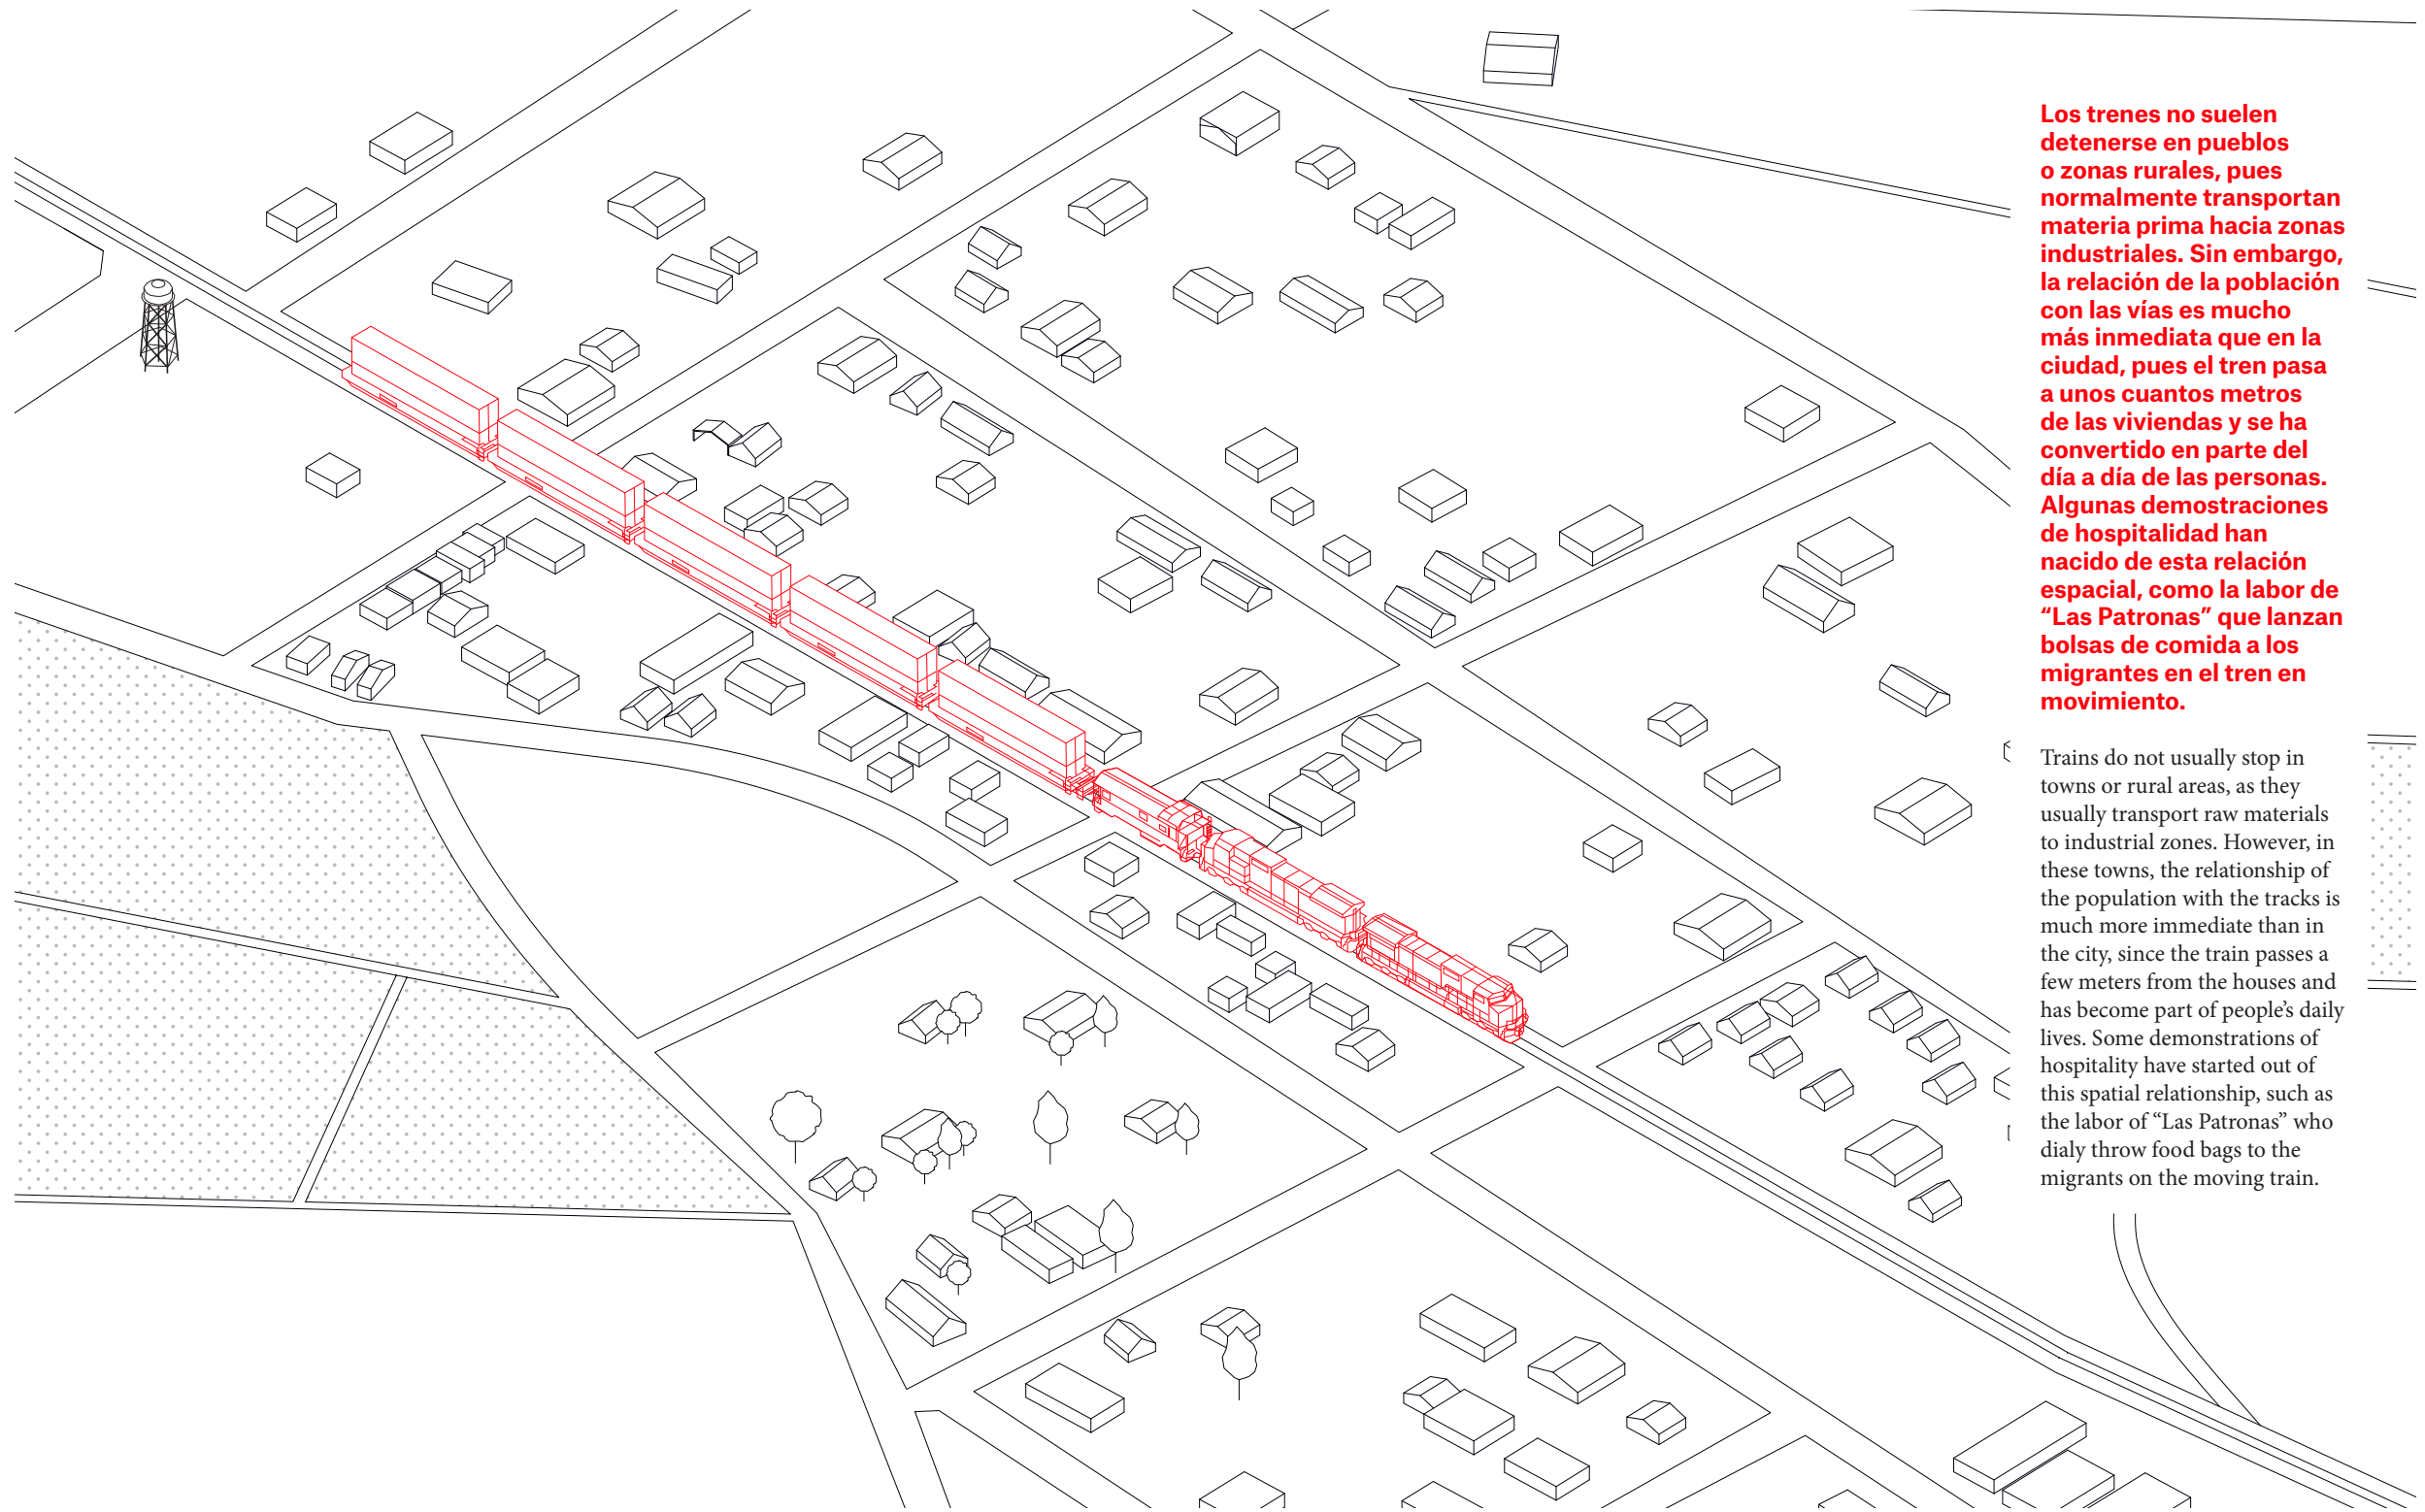 Los trenes no suelen
detenerse en pueblos
o zonas rurales, pues
normalmente transportan
materia prima hacia zonas
industriales. Sin embargo,
la relación de la población
con las vías es mucho
más inmediata que en la
ciudad, pues el tren pasa
a unos cuantos metros
de las viviendas y se ha
convertido en parte del
día a día de las personas.
Algunas demostraciones
de hospitalidad han
nacido de esta relación
espacial, como la labor de
“Las Patronas” que lanzan
bolsas de comida a los
migrantes en el tren en
movimiento.
Trains do not usually stop in
towns or rural areas, as they
usually transport raw materials
to industrial zones. However, in
these towns, the relationship of
the population with the tracks is
much more immediate than in
the city, since the train passes a
few meters from the houses and
has become part of people’s daily
lives. Some demonstrations of
hospitality have started out of
this spatial relationship, such as
the labor of “Las Patronas” who
dialy throw food bags to the
migrants on the moving train.